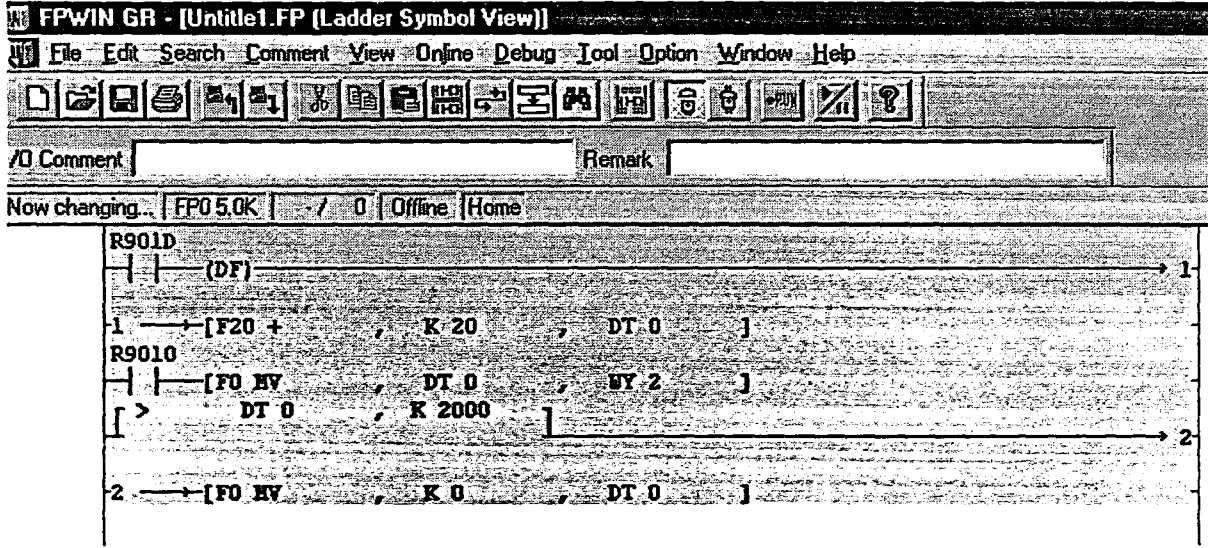 FPWIN GR - [Untitle1.FP (Ladder Symbol View)]
File Edit Search Comment View Online Debug Tool Option Window Help
/O Comment Remark
Now changing... FP0 5.0K - / 0 Offline Home
R901D
(DF) 1
1 [F20 + , K 20 , DT 0 ]
R9010
[F0 MV , DT 0 , WY 2 ]
[ > DT 0 , K 2000 ]
2
2 [F0 MV , K 0 , DT 0 ]